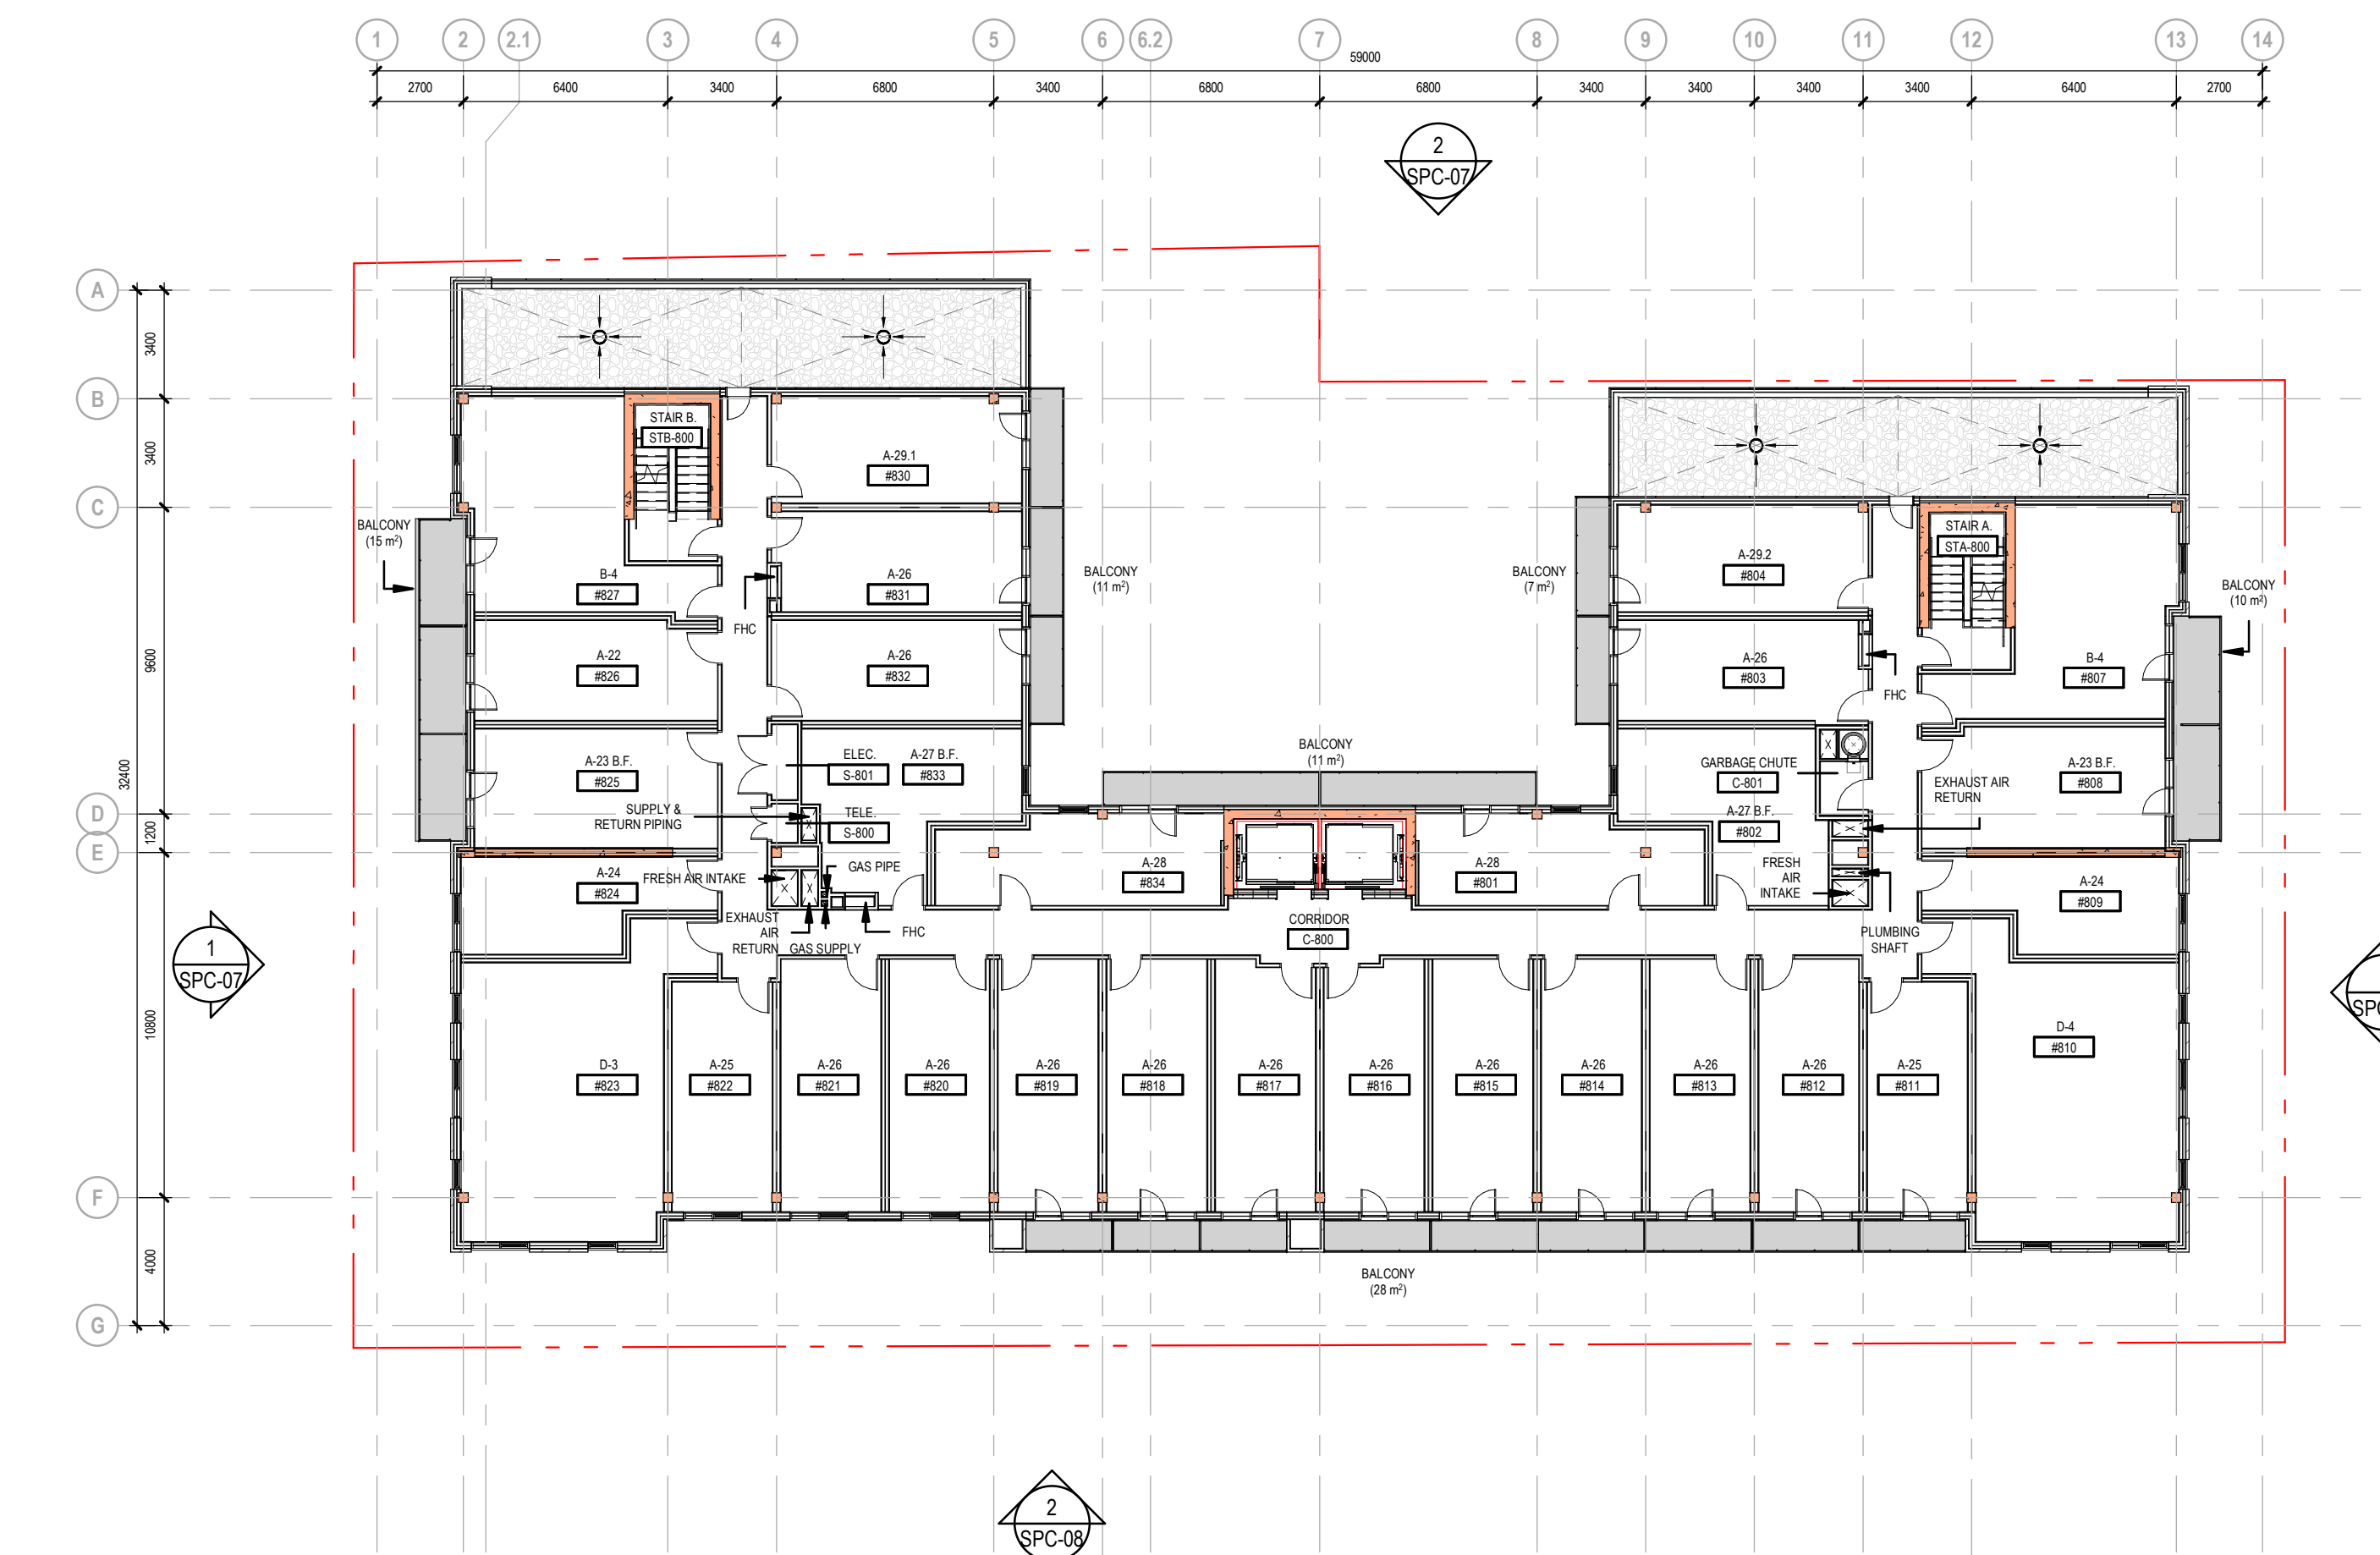 1
2
2.1
3
4
5
6
6.2
7
8
9
10
11
12
13
14
59000
2700
6400
3400
6800
3400
6800
6800
3400
3400
3400
3400
6400
2700
2
SPC-07
A
B
C
D
E
F
G
3400
3400
9600
1200
10800
4000
32400
STAIR B.
STB-800
A-29.1
#830
BALCONY
(15 m²)
B-4
#827
A-26
#831
FHC
BALCONY
(11 m²)
BALCONY
(7 m²)
A-29.2
#804
STAIR A.
STA-800
BALCONY
(10 m²)
A-22
#826
A-26
#832
A-26
#803
FHC
B-4
#807
A-23 B.F.
#825
ELEC.
S-801
A-27 B.F.
#833
BALCONY
(11 m²)
GARBAGE CHUTE
C-801
EXHAUST AIR
RETURN
A-23 B.F.
#808
SUPPLY &
RETURN PIPING
TELE.
S-800
A-27 B.F.
#802
A-24
#824
FRESH AIR INTAKE
GAS PIPE
A-28
#834
A-28
#801
FRESH
AIR
INTAKE
A-24
#809
EXHAUST
AIR
RETURN
GAS SUPPLY
FHC
CORRIDOR
C-800
PLUMBING
SHAFT
1
SPC-07
SPC
D-3
#823
A-25
#822
A-26
#821
A-26
#820
A-26
#819
A-26
#818
A-26
#817
A-26
#816
A-26
#815
A-26
#814
A-26
#813
A-26
#812
A-25
#811
D-4
#810
BALCONY
(28 m²)
2
SPC-08